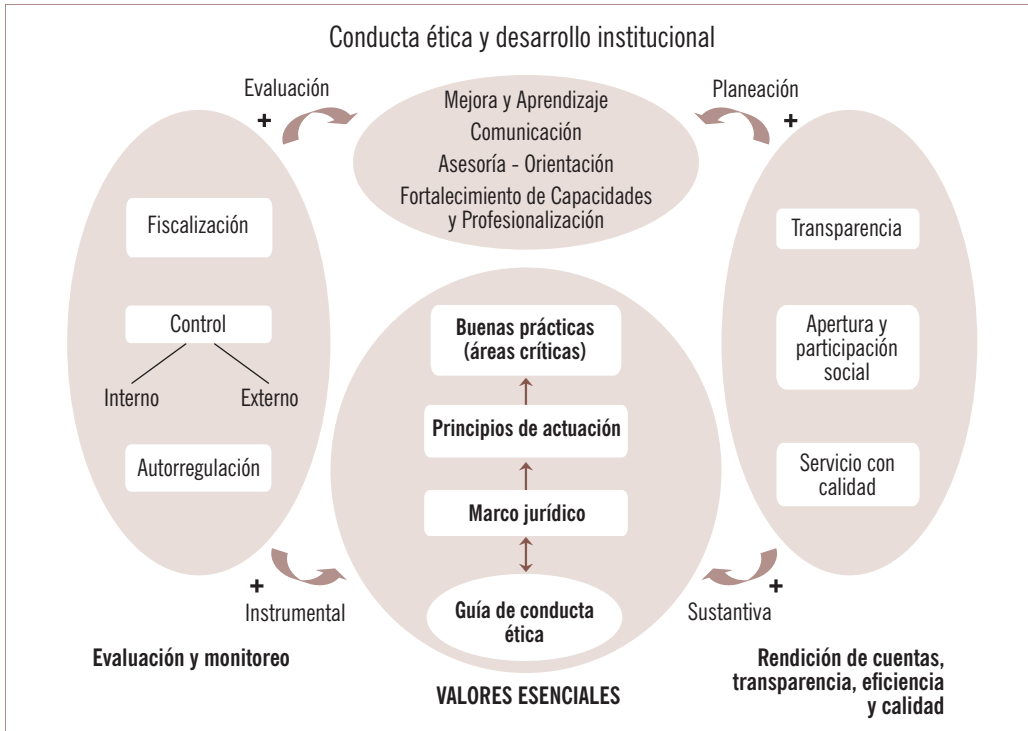 Conducta ética y desarrollo institucional
Evaluación
+
Mejora y Aprendizaje
Comunicación
Asesoría - Orientación
Fortalecimiento de Capacidades
y Profesionalización
Planeación
+
Fiscalización
Control
Interno
Externo
Autorregulación
Buenas prácticas
(áreas críticas)
Principios de actuación
Marco jurídico
Guía de conducta
ética
Transparencia
Apertura y
participación
social
Servicio con
calidad
+
Instrumental
+
Sustantiva
Evaluación y monitoreo
VALORES ESENCIALES
Rendición de cuentas,
transparencia, eficiencia
y calidad